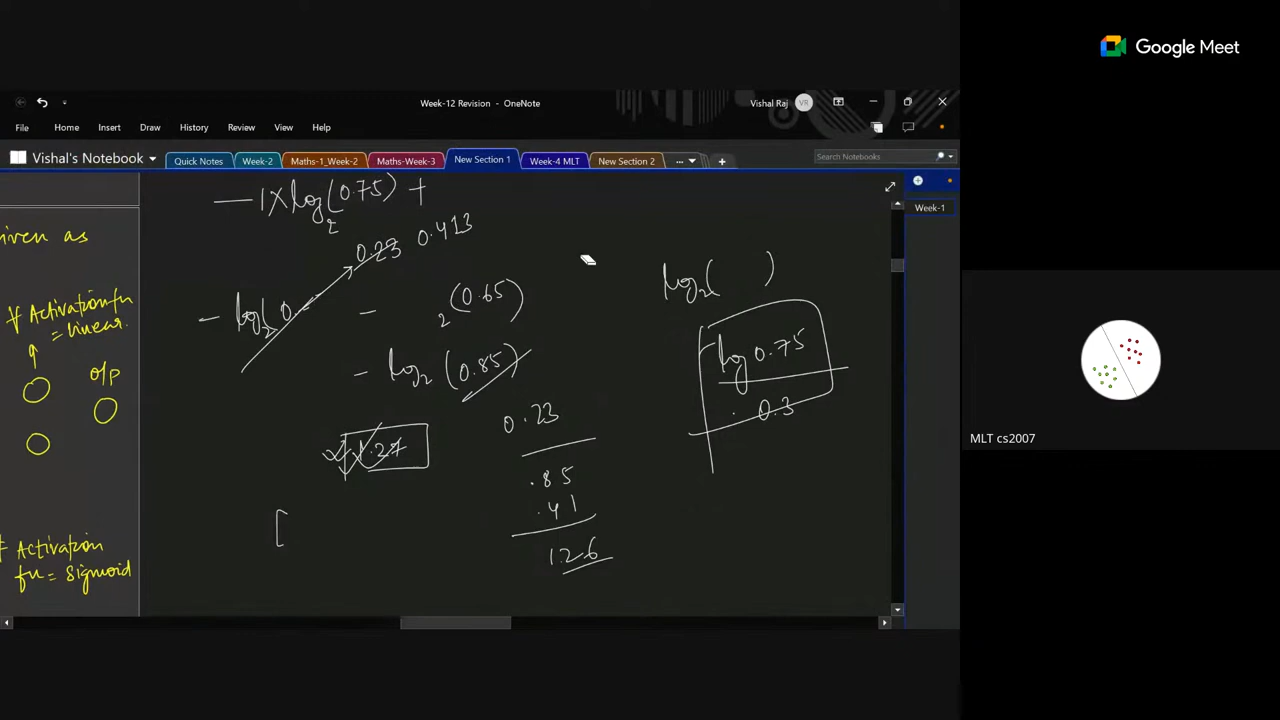 Google Meet
Week-12 Revision - OneNote
Vishal Raj
VR
File Home Insert Draw History Review View Help
Vishal's Notebook
Quick Notes Week-2 Maths-1_Week-2 Maths-Week-3 New Section 1 Week-4 MLT New Section 2 ... +
Search Notebooks
Week-1
iven as
Activation fn
= linear.
o/p
Activation
fn = Sigmoid
— 1 X log₂(0.75) +
0.23 0.413
- log₂(0.
- ₂(0.65)
- log₂(0.85)
1.27
0.23
.85
.41
1.26
log₂( )
log 0.75
0.3
MLT cs2007